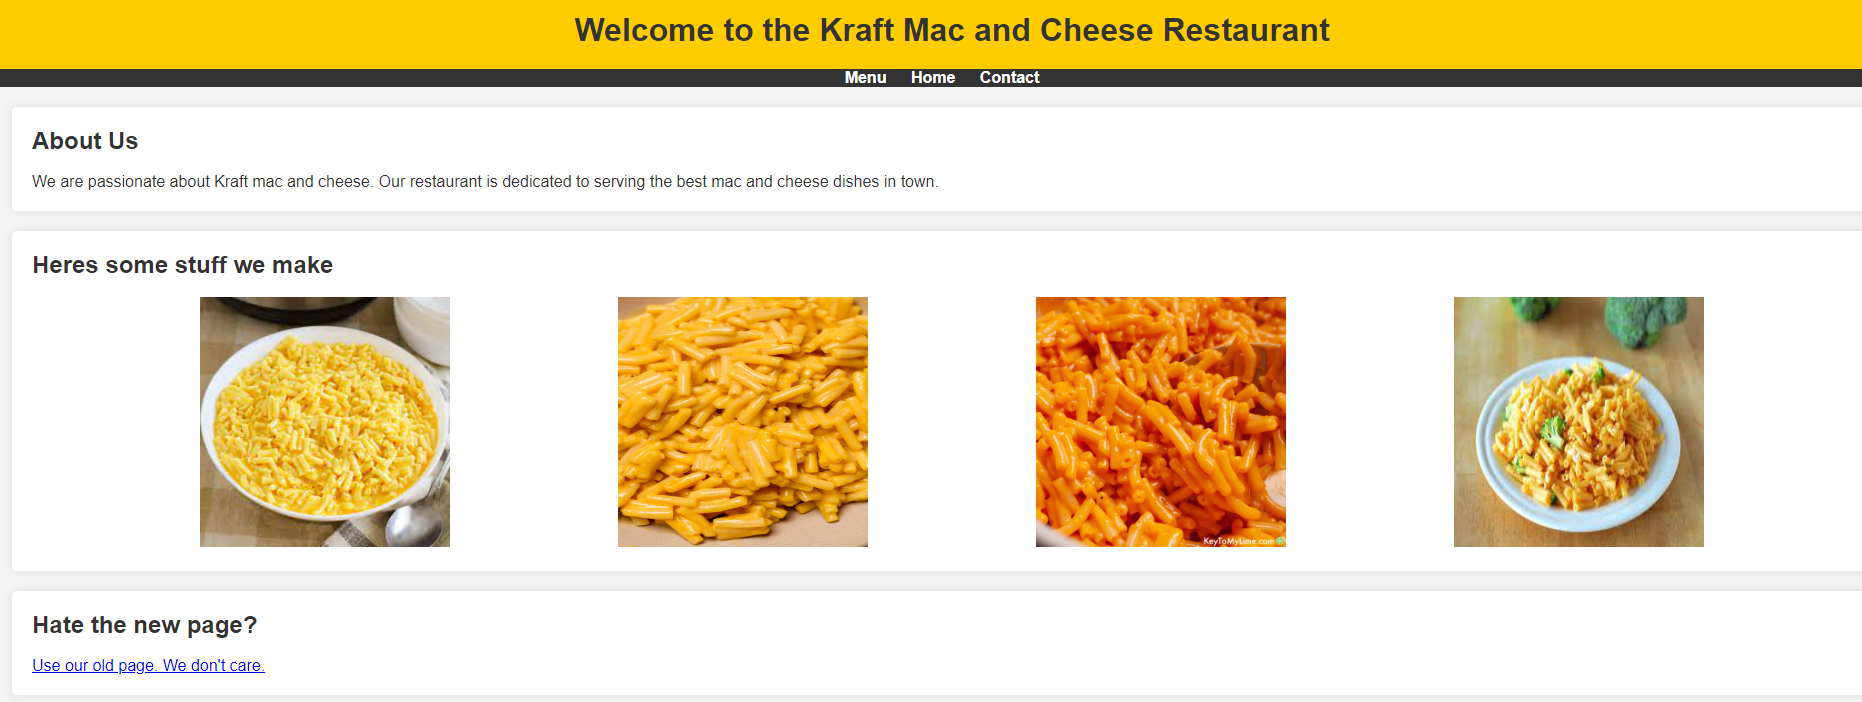 Welcome to the Kraft Mac and Cheese Restaurant
Menu Home Contact
About Us
We are passionate about Kraft mac and cheese. Our restaurant is dedicated to serving the best mac and cheese dishes in town.
Heres some stuff we make
KeyToMyLime.com
Hate the new page?
Use our old page. We don't care.